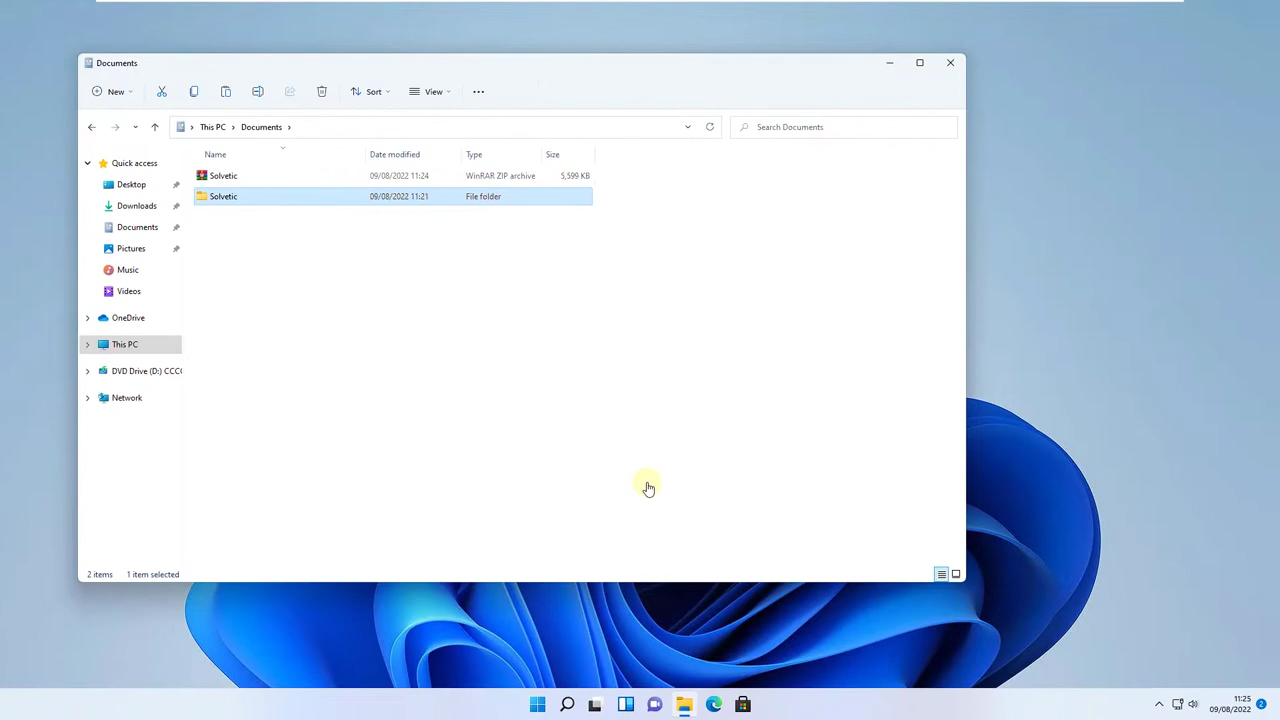 Documents
New Sort View
This PC Documents Search Documents
Name Date modified Type Size
Quick access
Solvetic 09/08/2022 11:24 WinRAR ZIP archive 5,599 KB
Desktop
Solvetic 09/08/2022 11:21 File folder
Downloads
Documents
Pictures
Music
Videos
OneDrive
This PC
DVD Drive (D:) CCC
Network
2 items 1 item selected
11:25
09/08/2022 2